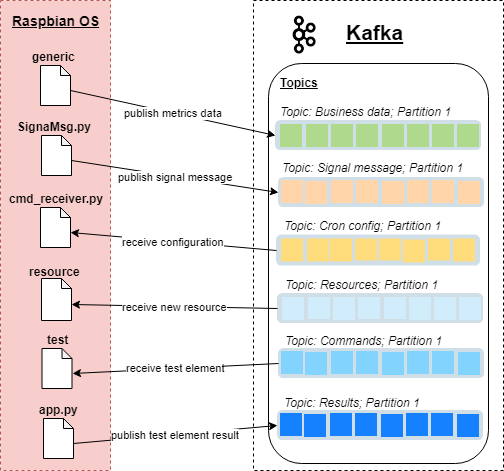 Raspbian OS
Kafka
generic
Topics
publish metrics data
Topic: Business data; Partition 1
SignaMsg.py
publish signal message
Topic: Signal message; Partition 1
cmd_receiver.py
receive configuration
Topic: Cron config; Partition 1
resource
receive new resource
Topic: Resources; Partition 1
test
receive test element
Topic: Commands; Partition 1
app.py
publish test element result
Topic: Results; Partition 1